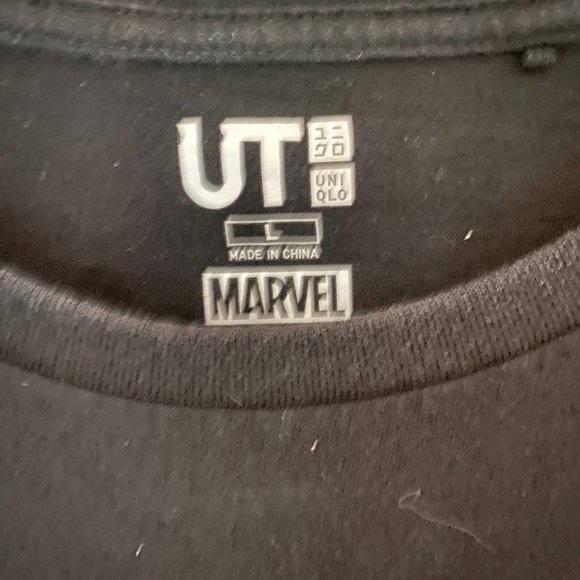 UT
ユニ
クロ
UNI
QLO
L
MADE IN CHINA
MARVEL